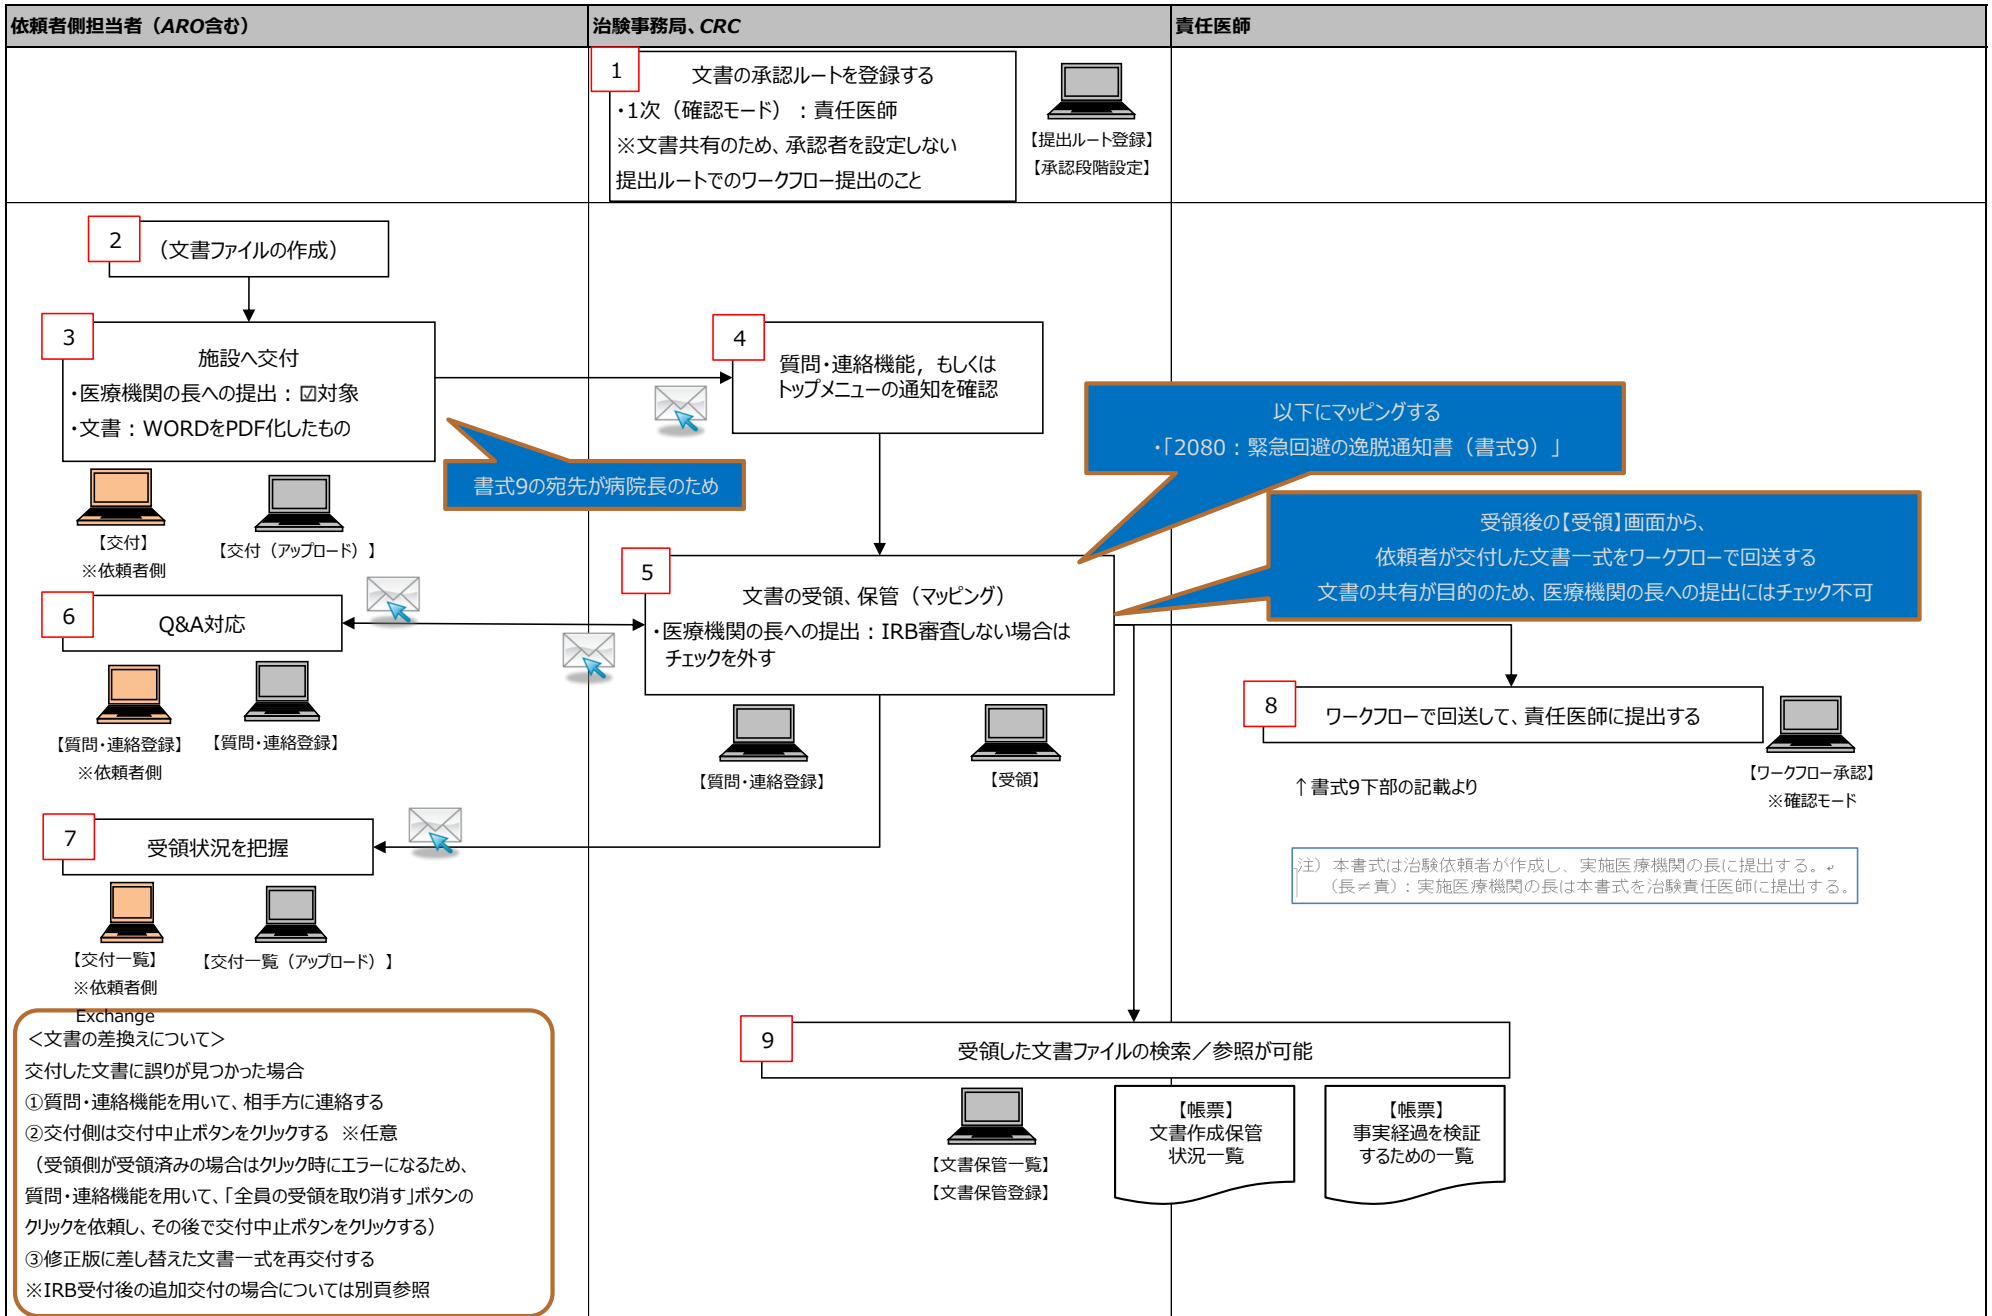 依頼者側担当者（ARO含む）
治験事務局、CRC
責任医師
1
文書の承認ルートを登録する
・1次（確認モード）：責任医師
※文書共有のため、承認者を設定しない
提出ルートでのワークフロー提出のこと
【提出ルート登録】
【承認段階設定】
2
（文書ファイルの作成）
3
施設へ交付
・医療機関の長への提出：☑対象
・文書：WORDをPDF化したもの
【交付】
※依頼者側
【交付（アップロード）】
書式9の宛先が病院長のため
4
質問・連絡機能，もしくは
トップメニューの通知を確認
以下にマッピングする
・「2080：緊急回避の逸脱通知書（書式9）」
受領後の【受領】画面から、
依頼者が交付した文書一式をワークフローで回送する
文書の共有が目的のため、医療機関の長への提出にはチェック不可
5
文書の受領、保管（マッピング）
・医療機関の長への提出：IRB審査しない場合は
チェックを外す
【質問・連絡登録】
【受領】
6
Q&A対応
【質問・連絡登録】
※依頼者側
【質問・連絡登録】
7
受領状況を把握
【交付一覧】
※依頼者側
Exchange
【交付一覧（アップロード）】
8
ワークフローで回送して、責任医師に提出する
【ワークフロー承認】
※確認モード
↑書式9下部の記載より
注）本書式は治験依頼者が作成し、実施医療機関の長に提出する。↵
（長≠責）：実施医療機関の長は本書式を治験責任医師に提出する。
9
受領した文書ファイルの検索／参照が可能
【文書保管一覧】
【文書保管登録】
【帳票】
文書作成保管
状況一覧
【帳票】
事実経過を検証
するための一覧
＜文書の差換えについて＞
交付した文書に誤りが見つかった場合
①質問・連絡機能を用いて、相手方に連絡する
②交付側は交付中止ボタンをクリックする　※任意
（受領側が受領済みの場合はクリック時にエラーになるため、
質問・連絡機能を用いて、「全員の受領を取り消す」ボタンの
クリックを依頼し、その後で交付中止ボタンをクリックする）
③修正版に差し替えた文書一式を再交付する
※IRB受付後の追加交付の場合については別頁参照